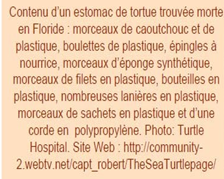 Contenu d'un estomac de tortue trouvée morte
en Floride : morceaux de caoutchouc et de
plastique, boulettes de plastique, épingles à
nourrice, morceaux d'éponge synthétique,
morceaux de filets en plastique, bouteilles en
plastique, nombreuses lanières en plastique,
morceaux de sachets en plastique et d'une
corde en polypropylène. Photo: Turtle
Hospital. Site Web : http://community-
2.webtv.net/capt_robert/TheSeaTurtlepage/